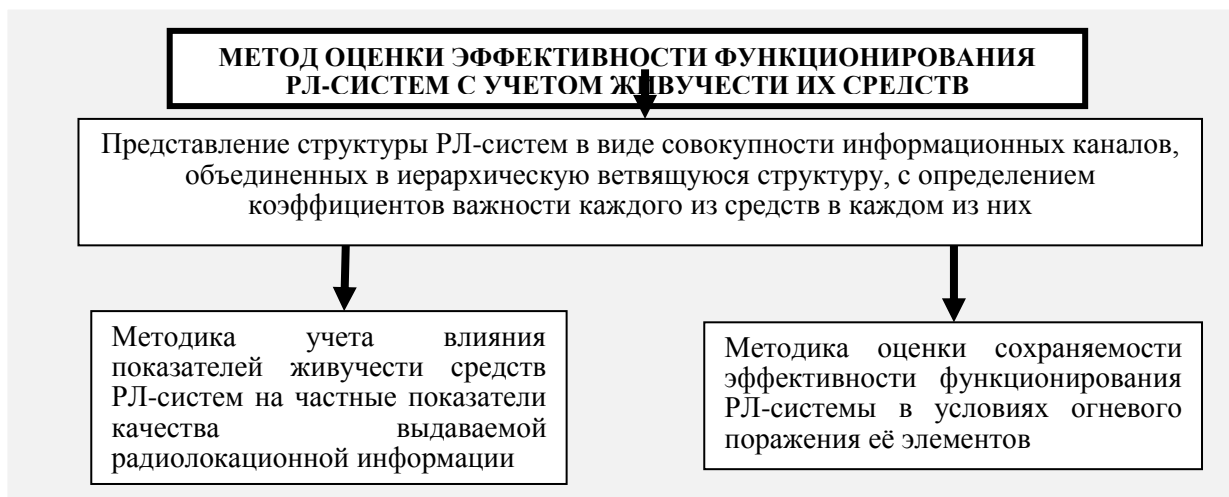 МЕТОД ОЦЕНКИ ЭФФЕКТИВНОСТИ ФУНКЦИОНИРОВАНИЯ
РЛ-СИСТЕМ С УЧЕТОМ ЖИВУЧЕСТИ ИХ СРЕДСТВ
Представление структуры РЛ-систем в виде совокупности информационных каналов,
объединенных в иерархическую ветвящуюся структуру, с определением
коэффициентов важности каждого из средств в каждом из них
Методика учета влияния
показателей живучести средств
РЛ-систем на частные показатели
качества выдаваемой
радиолокационной информации
Методика оценки сохраняемости
эффективности функционирования
РЛ-системы в условиях огневого
поражения её элементов